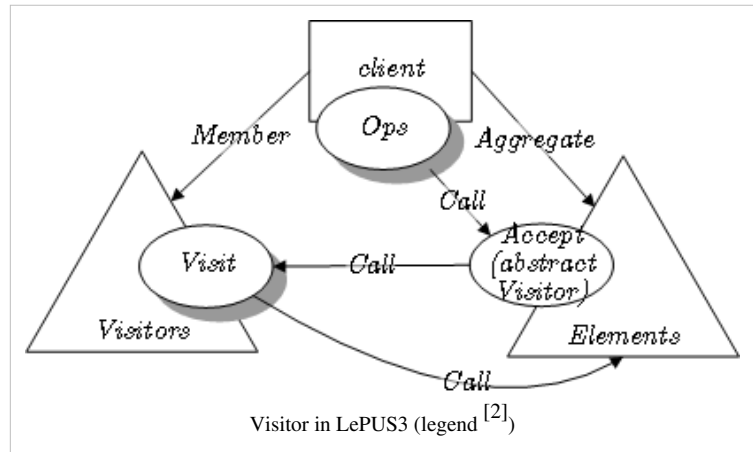 client
Ops
Member
Aggregate
Call
Accept
(abstract
Visitor)
Visit
Call
Visitors
Elements
Call
Visitor in LePUS3 (legend [2])